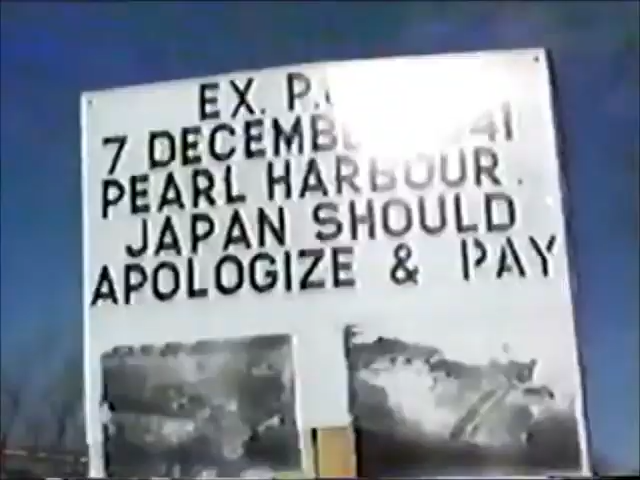 EX. P.
7 DECEMBE 41
PEARL HARBOUR.
JAPAN SHOULD
APOLOGIZE & PAY